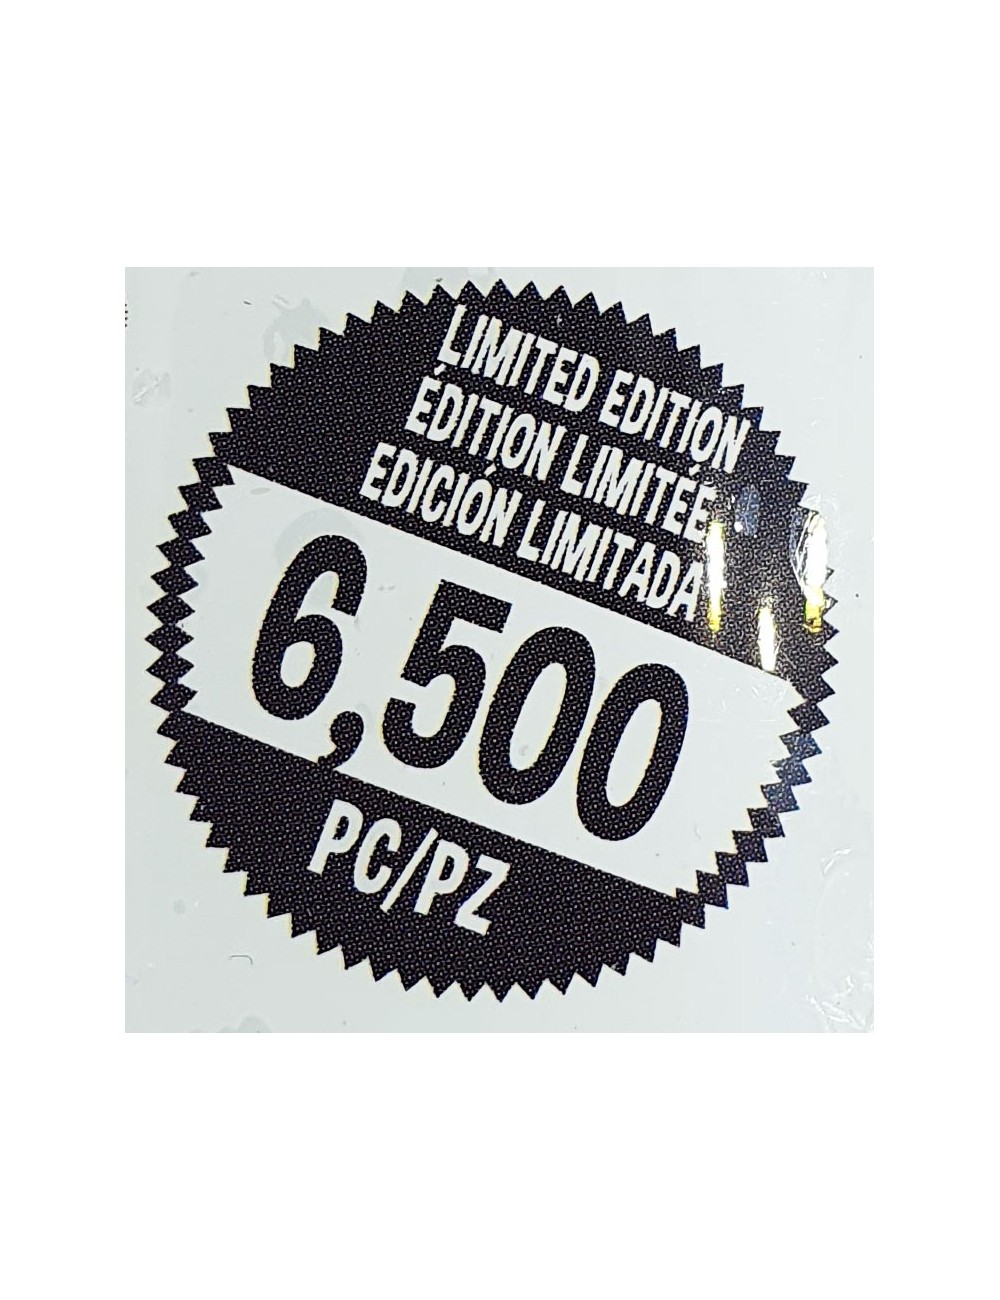 LIMITED EDITION
ÉDITION LIMITÉE
EDICIÓN LIMITADA
6,500
PC/PZ